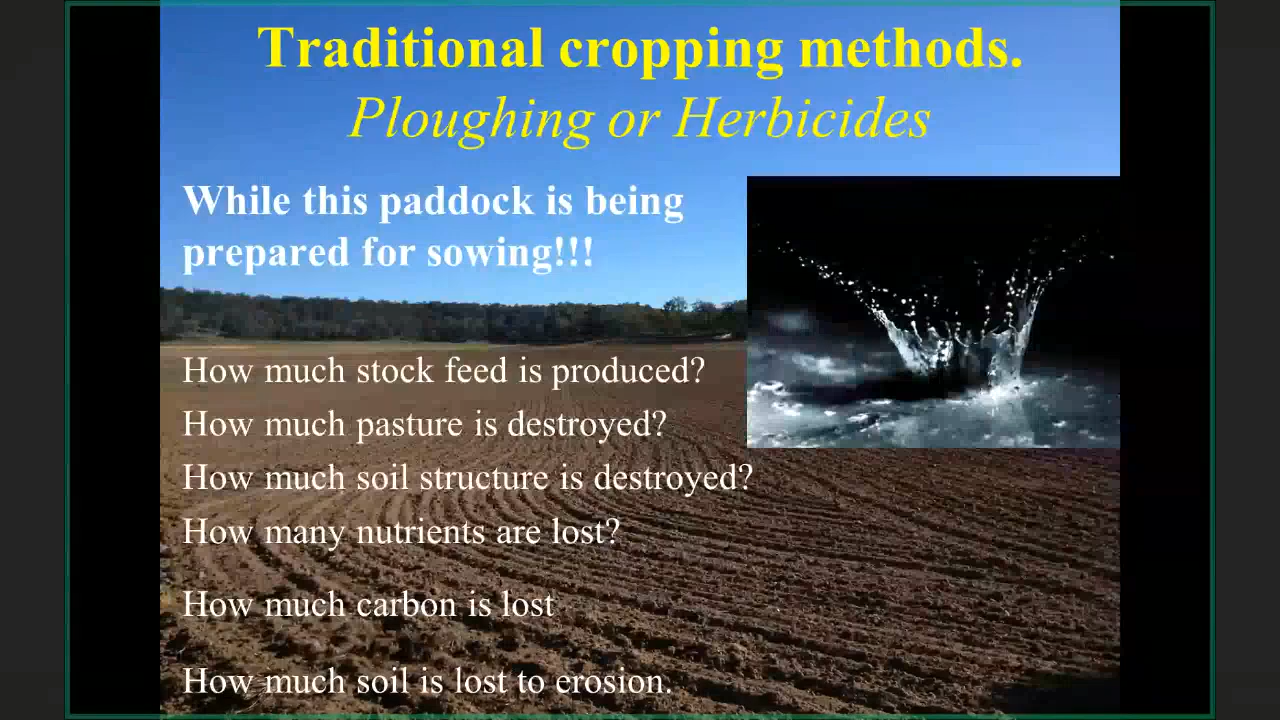 Traditional cropping methods.
Ploughing or Herbicides
While this paddock is being
prepared for sowing!!!
How much stock feed is produced?
How much pasture is destroyed?
How much soil structure is destroyed?
How many nutrients are lost?
How much carbon is lost
How much soil is lost to erosion.